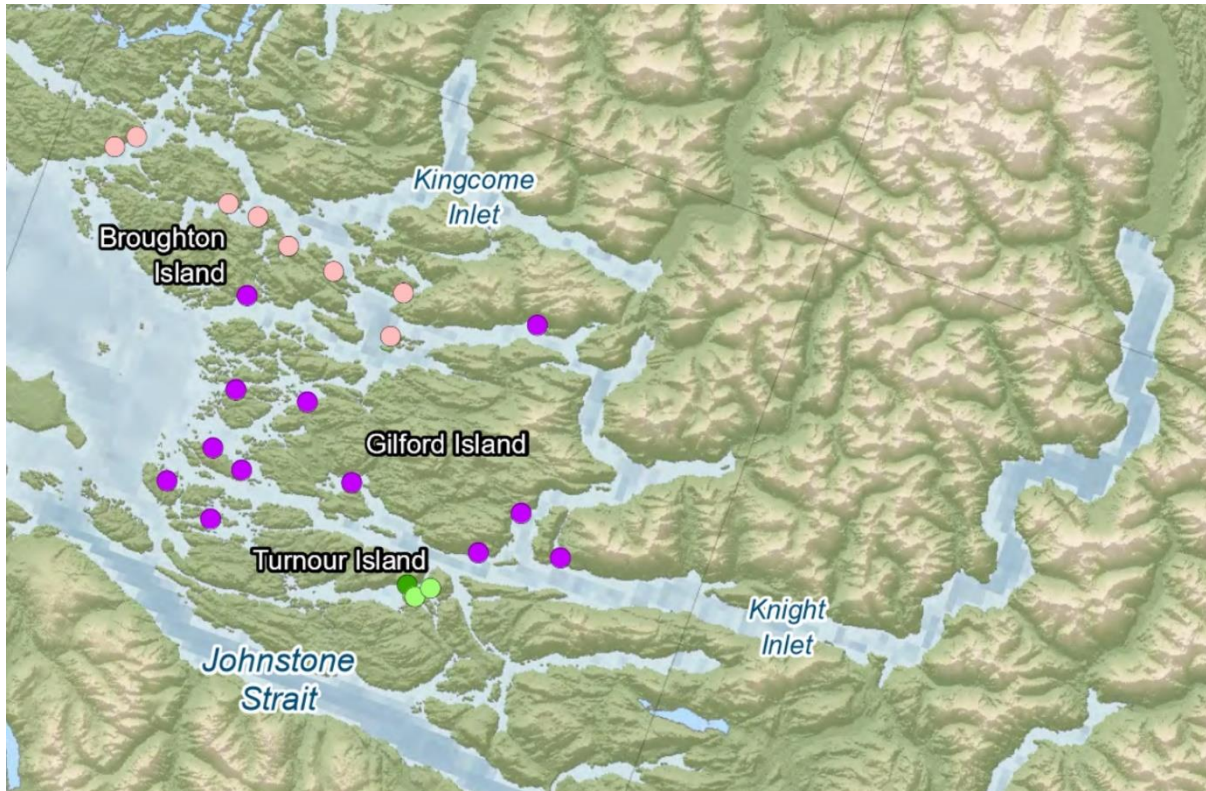 Kingcome
Inlet
Broughton
Island
Gilford Island
Turnour Island
Knight
Inlet
Johnstone
Strait